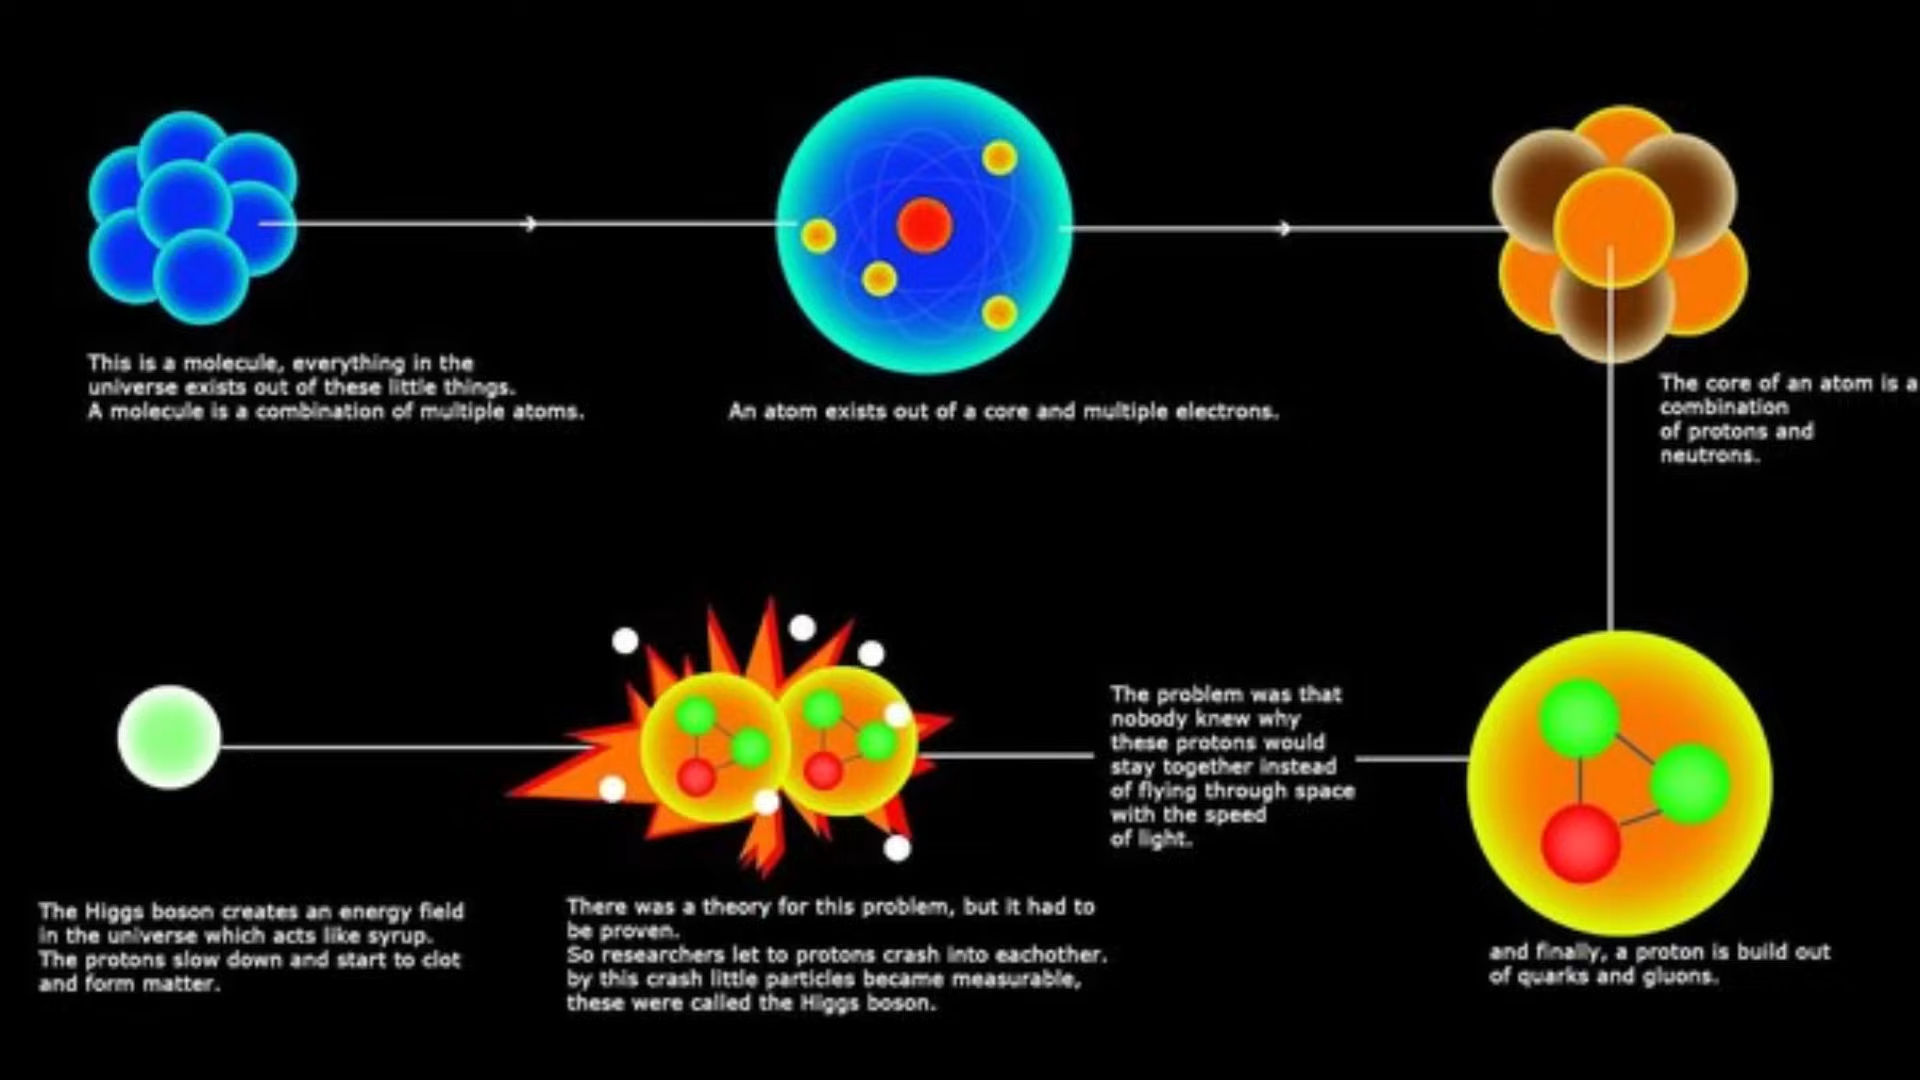 This is a molecule, everything in the
universe exists out of these little things.
A molecule is a combination of multiple atoms.
An atom exists out of a core and multiple electrons.
The core of an atom is a
combination
of protons and
neutrons.
The problem was that
nobody knew why
these protons would
stay together instead
of flying through space
with the speed
of light.
and finally, a proton is build out
of quarks and gluons.
There was a theory for this problem, but it had to
be proven.
So researchers let to protons crash into eachother.
by this crash little particles became measurable,
these were called the Higgs boson.
The Higgs boson creates an energy field
in the universe which acts like syrup.
The protons slow down and start to clot
and form matter.